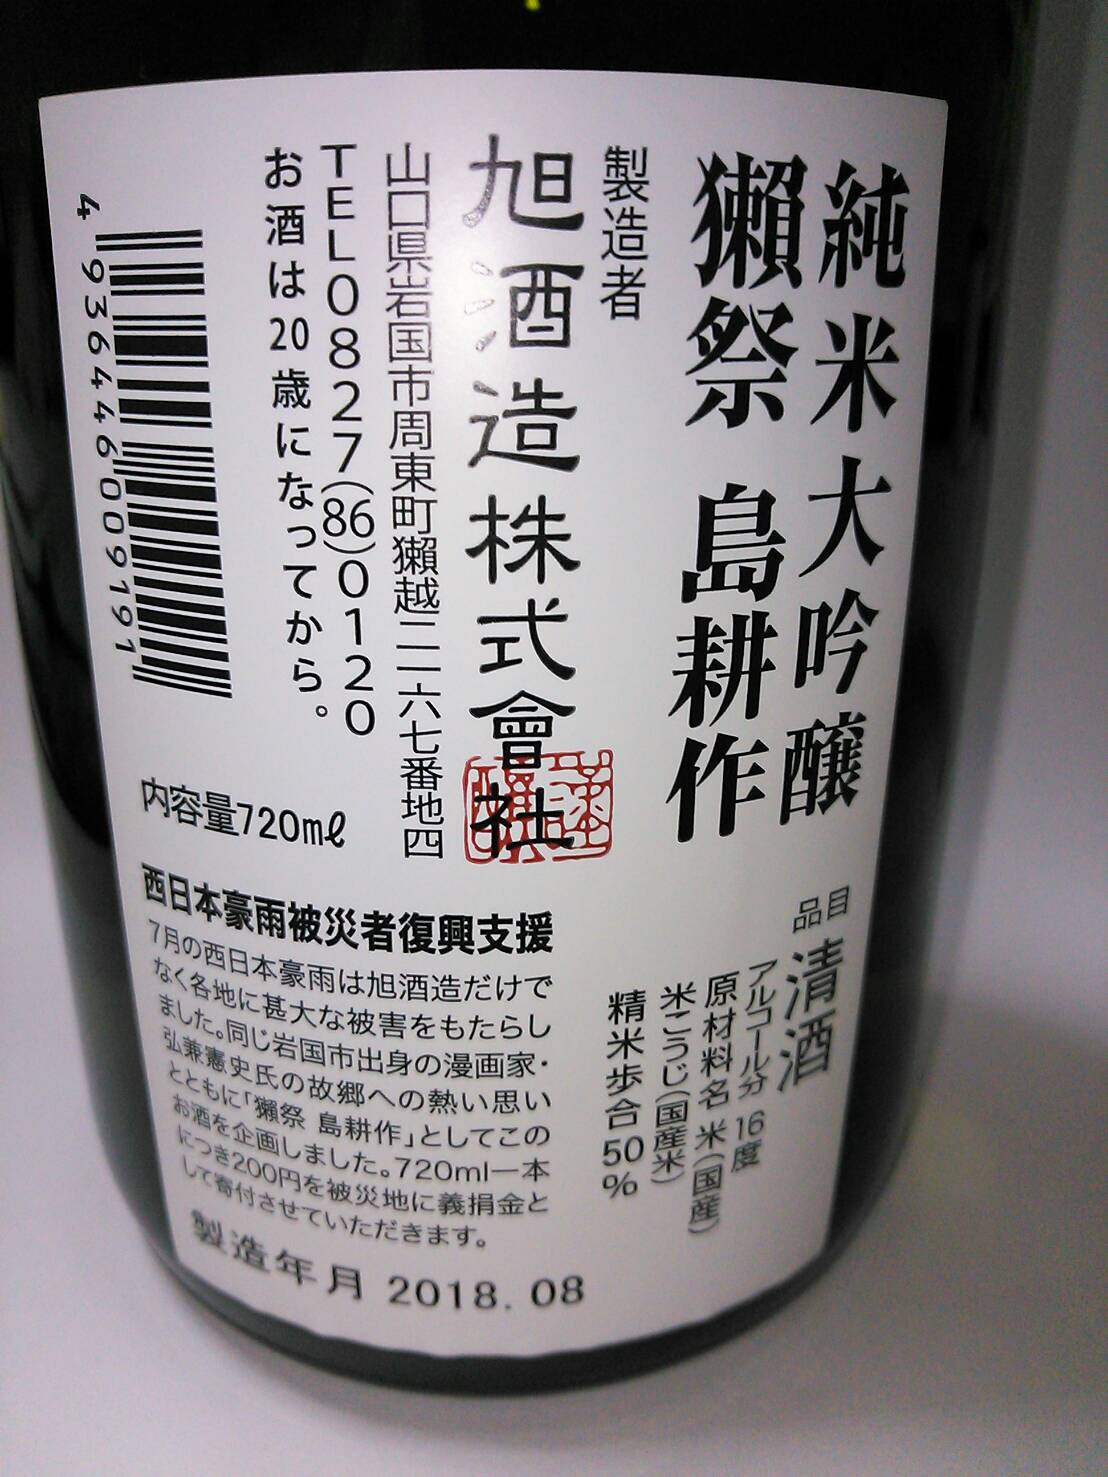 純米大吟醸
獺祭 島耕作
品目 清酒
アルコール分 16度
原材料名 米(国産)
米こうじ(国産米)
精米歩合50%
製造者
旭酒造株式會社
山口県岩国市周東町獺越二一六七番地四
TEL0827(86)0120
お酒は20歳になってから。
4936446009191
内容量720mℓ
西日本豪雨被災者復興支援
7月の西日本豪雨は旭酒造だけで
なく各地に甚大な被害をもたらし
ました。同じ岩国市出身の漫画家・
弘兼憲史氏の故郷への熱い思い
とともに「獺祭 島耕作」としてこの
お酒を企画しました。720ml一本
につき200円を被災地に義捐金と
して寄付させていただきます。
製造年月 2018.08